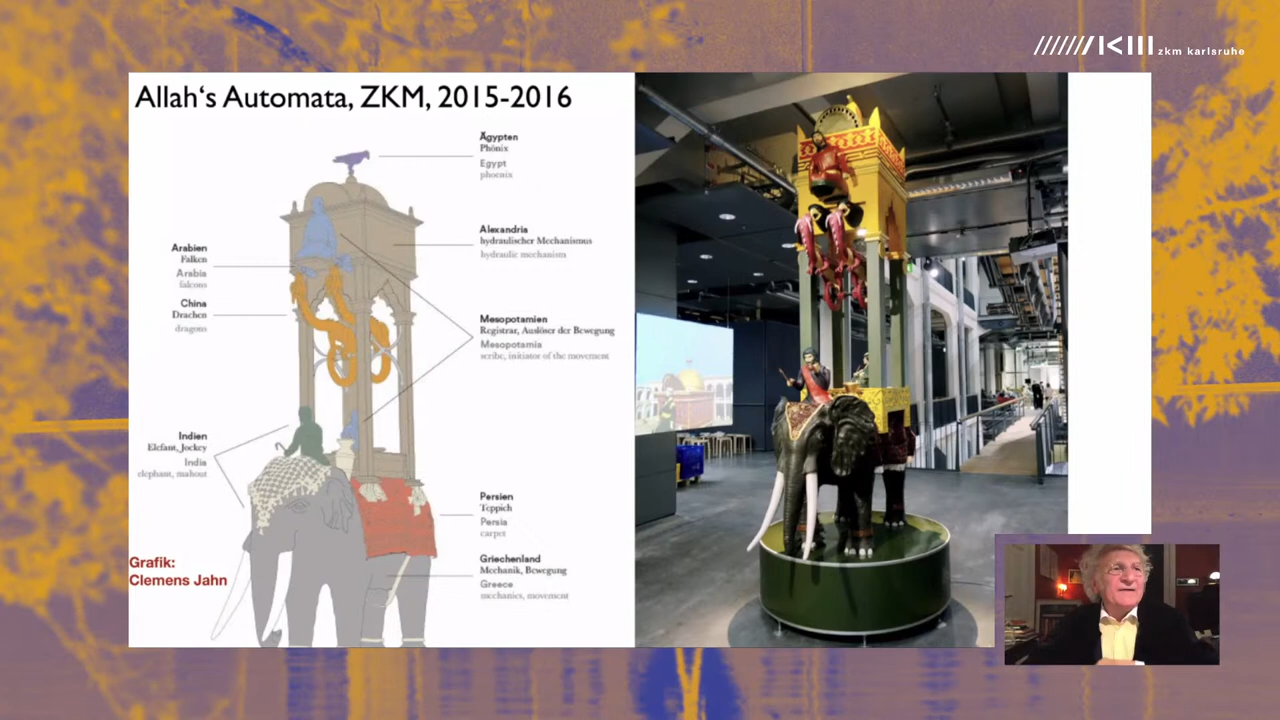 zkm karlsruhe
Allah‘s Automata, ZKM, 2015-2016
Ägypten
Phönix
Egypt
phoenix
Alexandria
hydraulischer Mechanismus
hydraulic mechanism
Arabien
Falken
Arabia
falcons
China
Drachen
dragons
Mesopotamien
Registrar, Auslöser der Bewegung
Mesopotamia
scribe, initiator of the movement
Indien
Elefant, Jockey
India
elephant, mahout
Persien
Teppich
Persia
carpet
Griechenland
Mechanik, Bewegung
Greece
mechanics, movement
Grafik:
Clemens Jahn